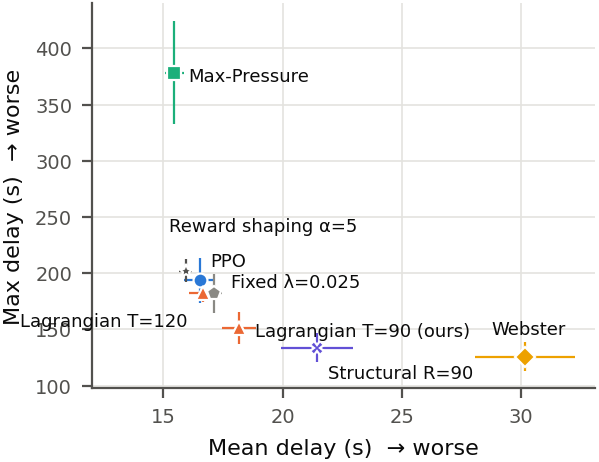 400
350
300
250
200
150
100
Max delay (s) → worse
Max-Pressure
Reward shaping α=5
PPO
Fixed λ=0.025
Lagrangian T=120
Lagrangian T=90 (ours)
Webster
Structural R=90
15
20
25
30
Mean delay (s) → worse